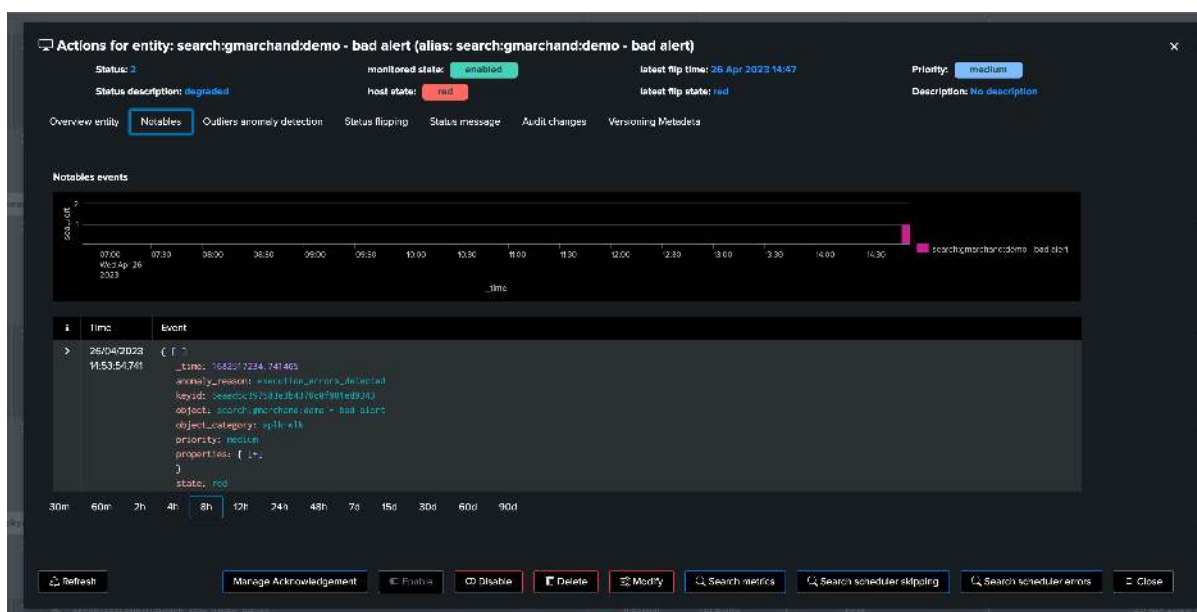 Actions for entity: search:gmarchand:demo - bad alert (alias: search:gmarchand:demo - bad alert)
Status: 2 monitored state: enabled latest flip time: 26 Apr 2023 14:47 Priority: medium
Status description: degraded host state: red latest flip state: red Description: No description
Overview entity Notables Outliers anomaly detection Status flipping Status message Audit changes Versioning Metadata
Notables events
2
1
07:00 07:30 08:00 08:30 09:00 09:30 10:00 10:30 11:00 11:30 12:00 12:30 13:00 13:30 14:00 14:30
Wed Apr 26
2023
_time
search:gmarchand:demo - bad alert
i Time Event
26/04/2023 { [-]
14:53:54.741 _time: 1682517234.741465
anomaly_reason: execution_errors_detected
keyid:
object: search:gmarchand:demo - bad alert
object_category: splk-wlk
priority: medium
properties: { [+]
}
state: red
30m 60m 2h 4h 8h 12h 24h 48h 7d 15d 30d 60d 90d
Refresh Manage Acknowledgement Enable Disable Delete Modify Search metrics Search scheduler skipping Search scheduler errors Close